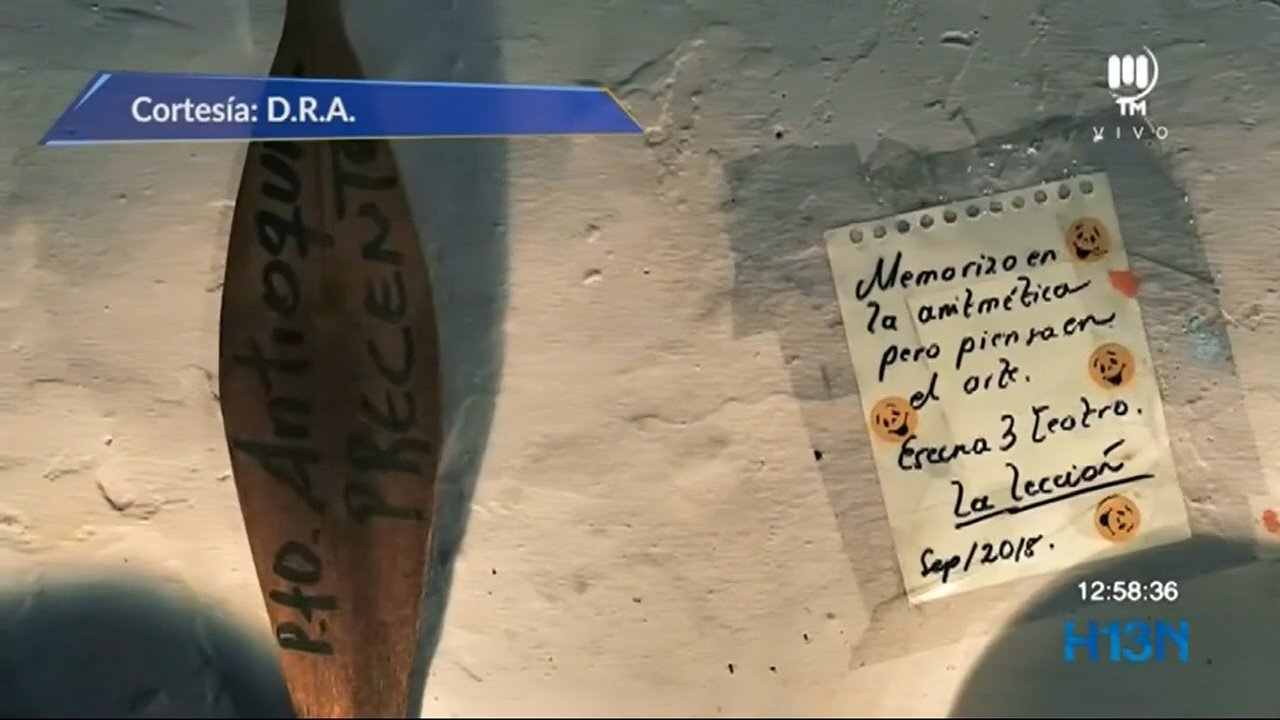 Cortesía: D.R.A.
TM
VIVO
Pto. Antioqui
PRECENTE
Memorizo en
la aritmética
pero piensa en
el arte.
Escena 3 Teatro.
La lección
Sep/2018.
12:58:36
H13N